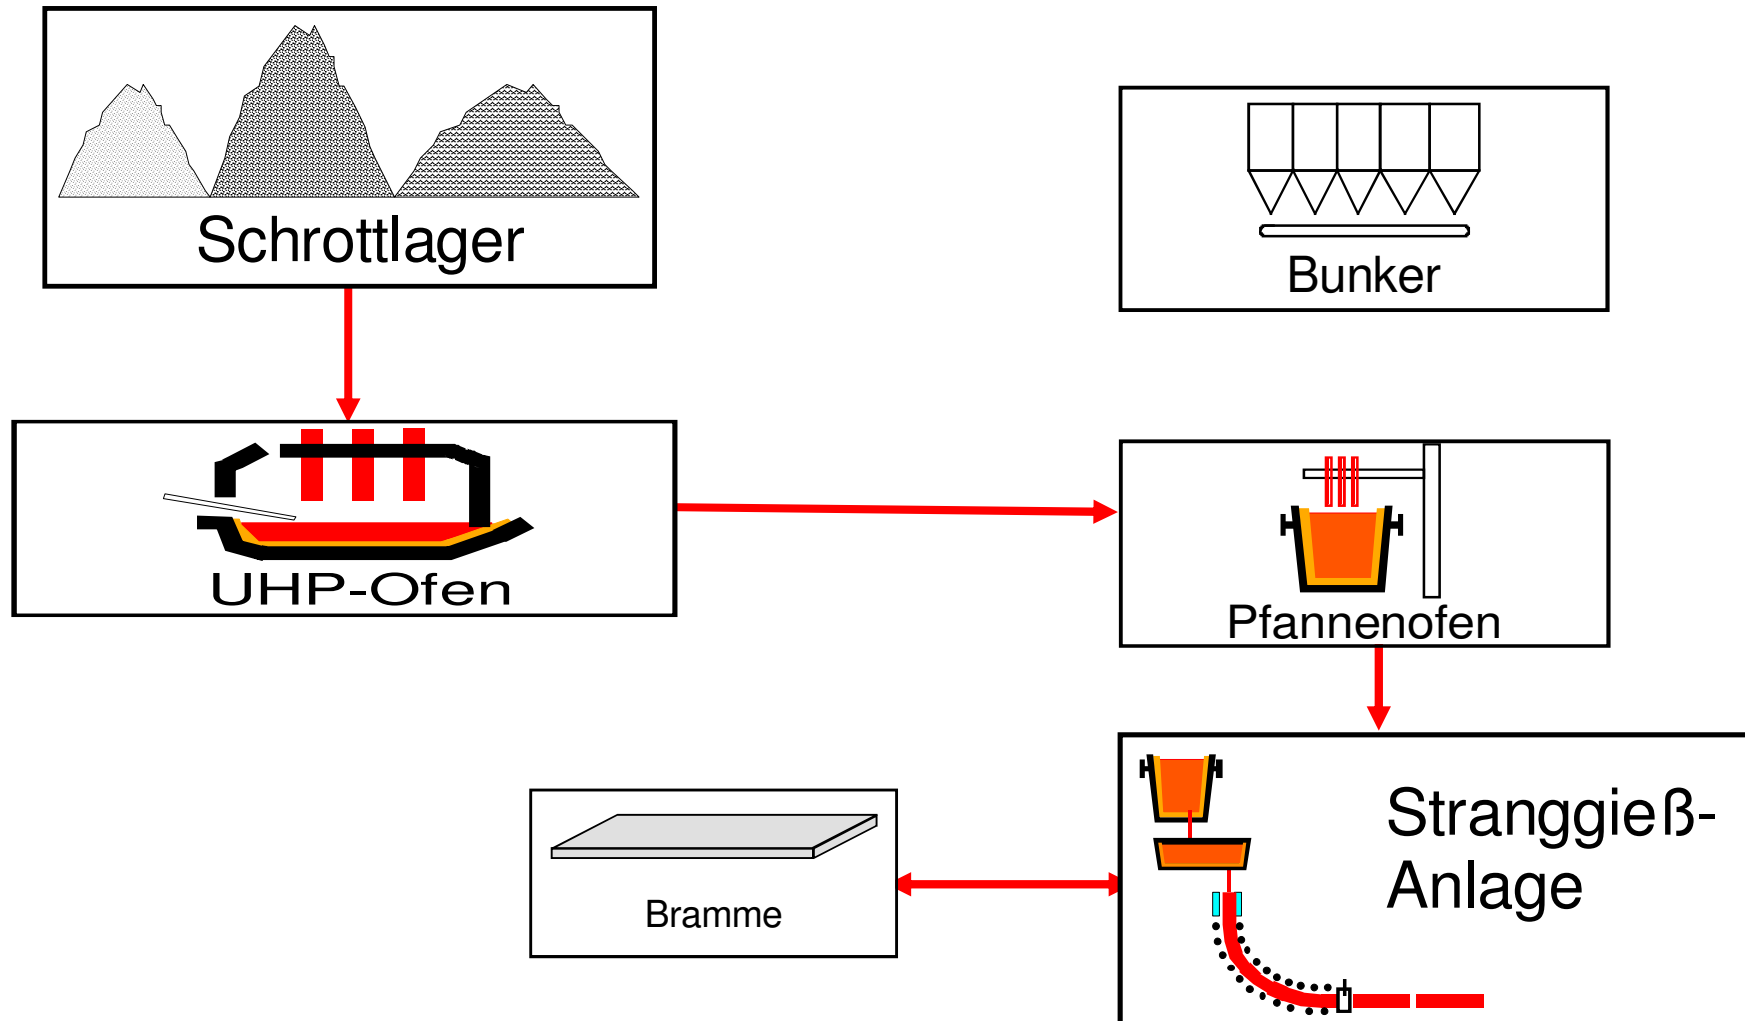 Schrottlager
Bunker
UHP-Ofen
Pfannenofen
Stranggieß-
Anlage
Bramme